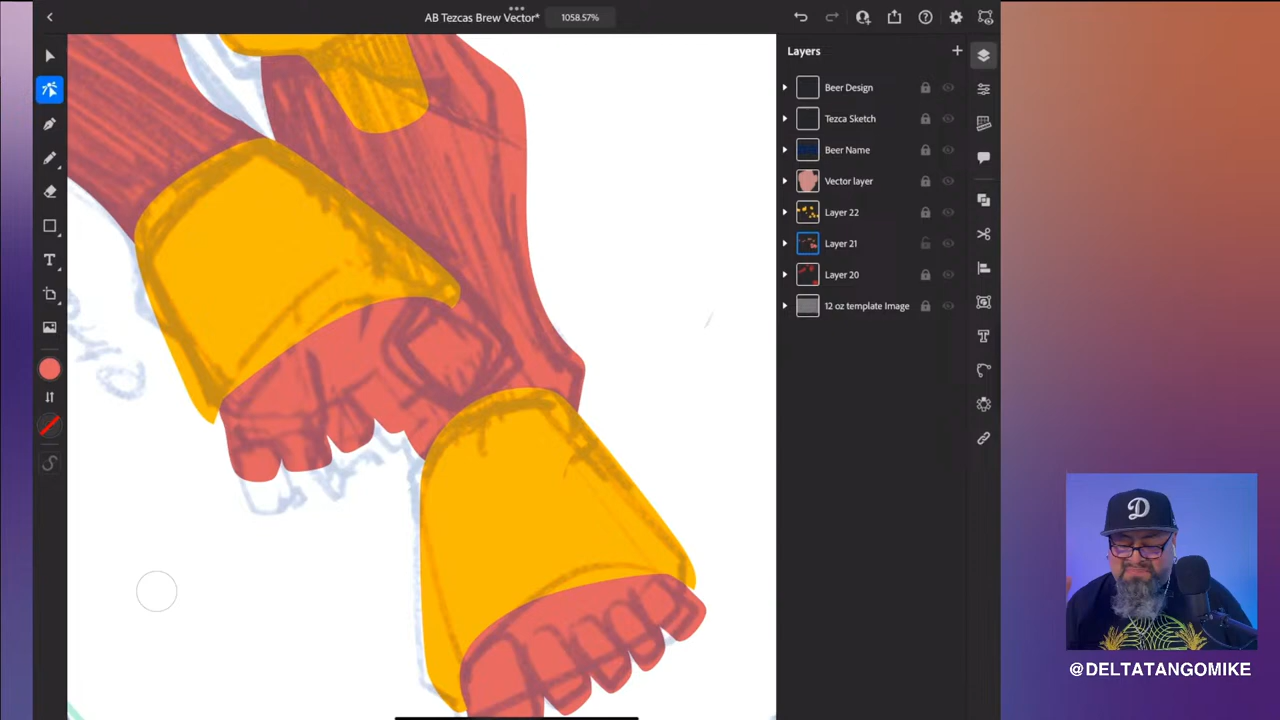 AB Tezcas Brew Vector*
1058.57%
Layers
Beer Design
Tezca Sketch
Beer Name
Vector layer
Layer 22
Layer 21
Layer 20
12 oz template Image
D
@DELTATANGOMIKE